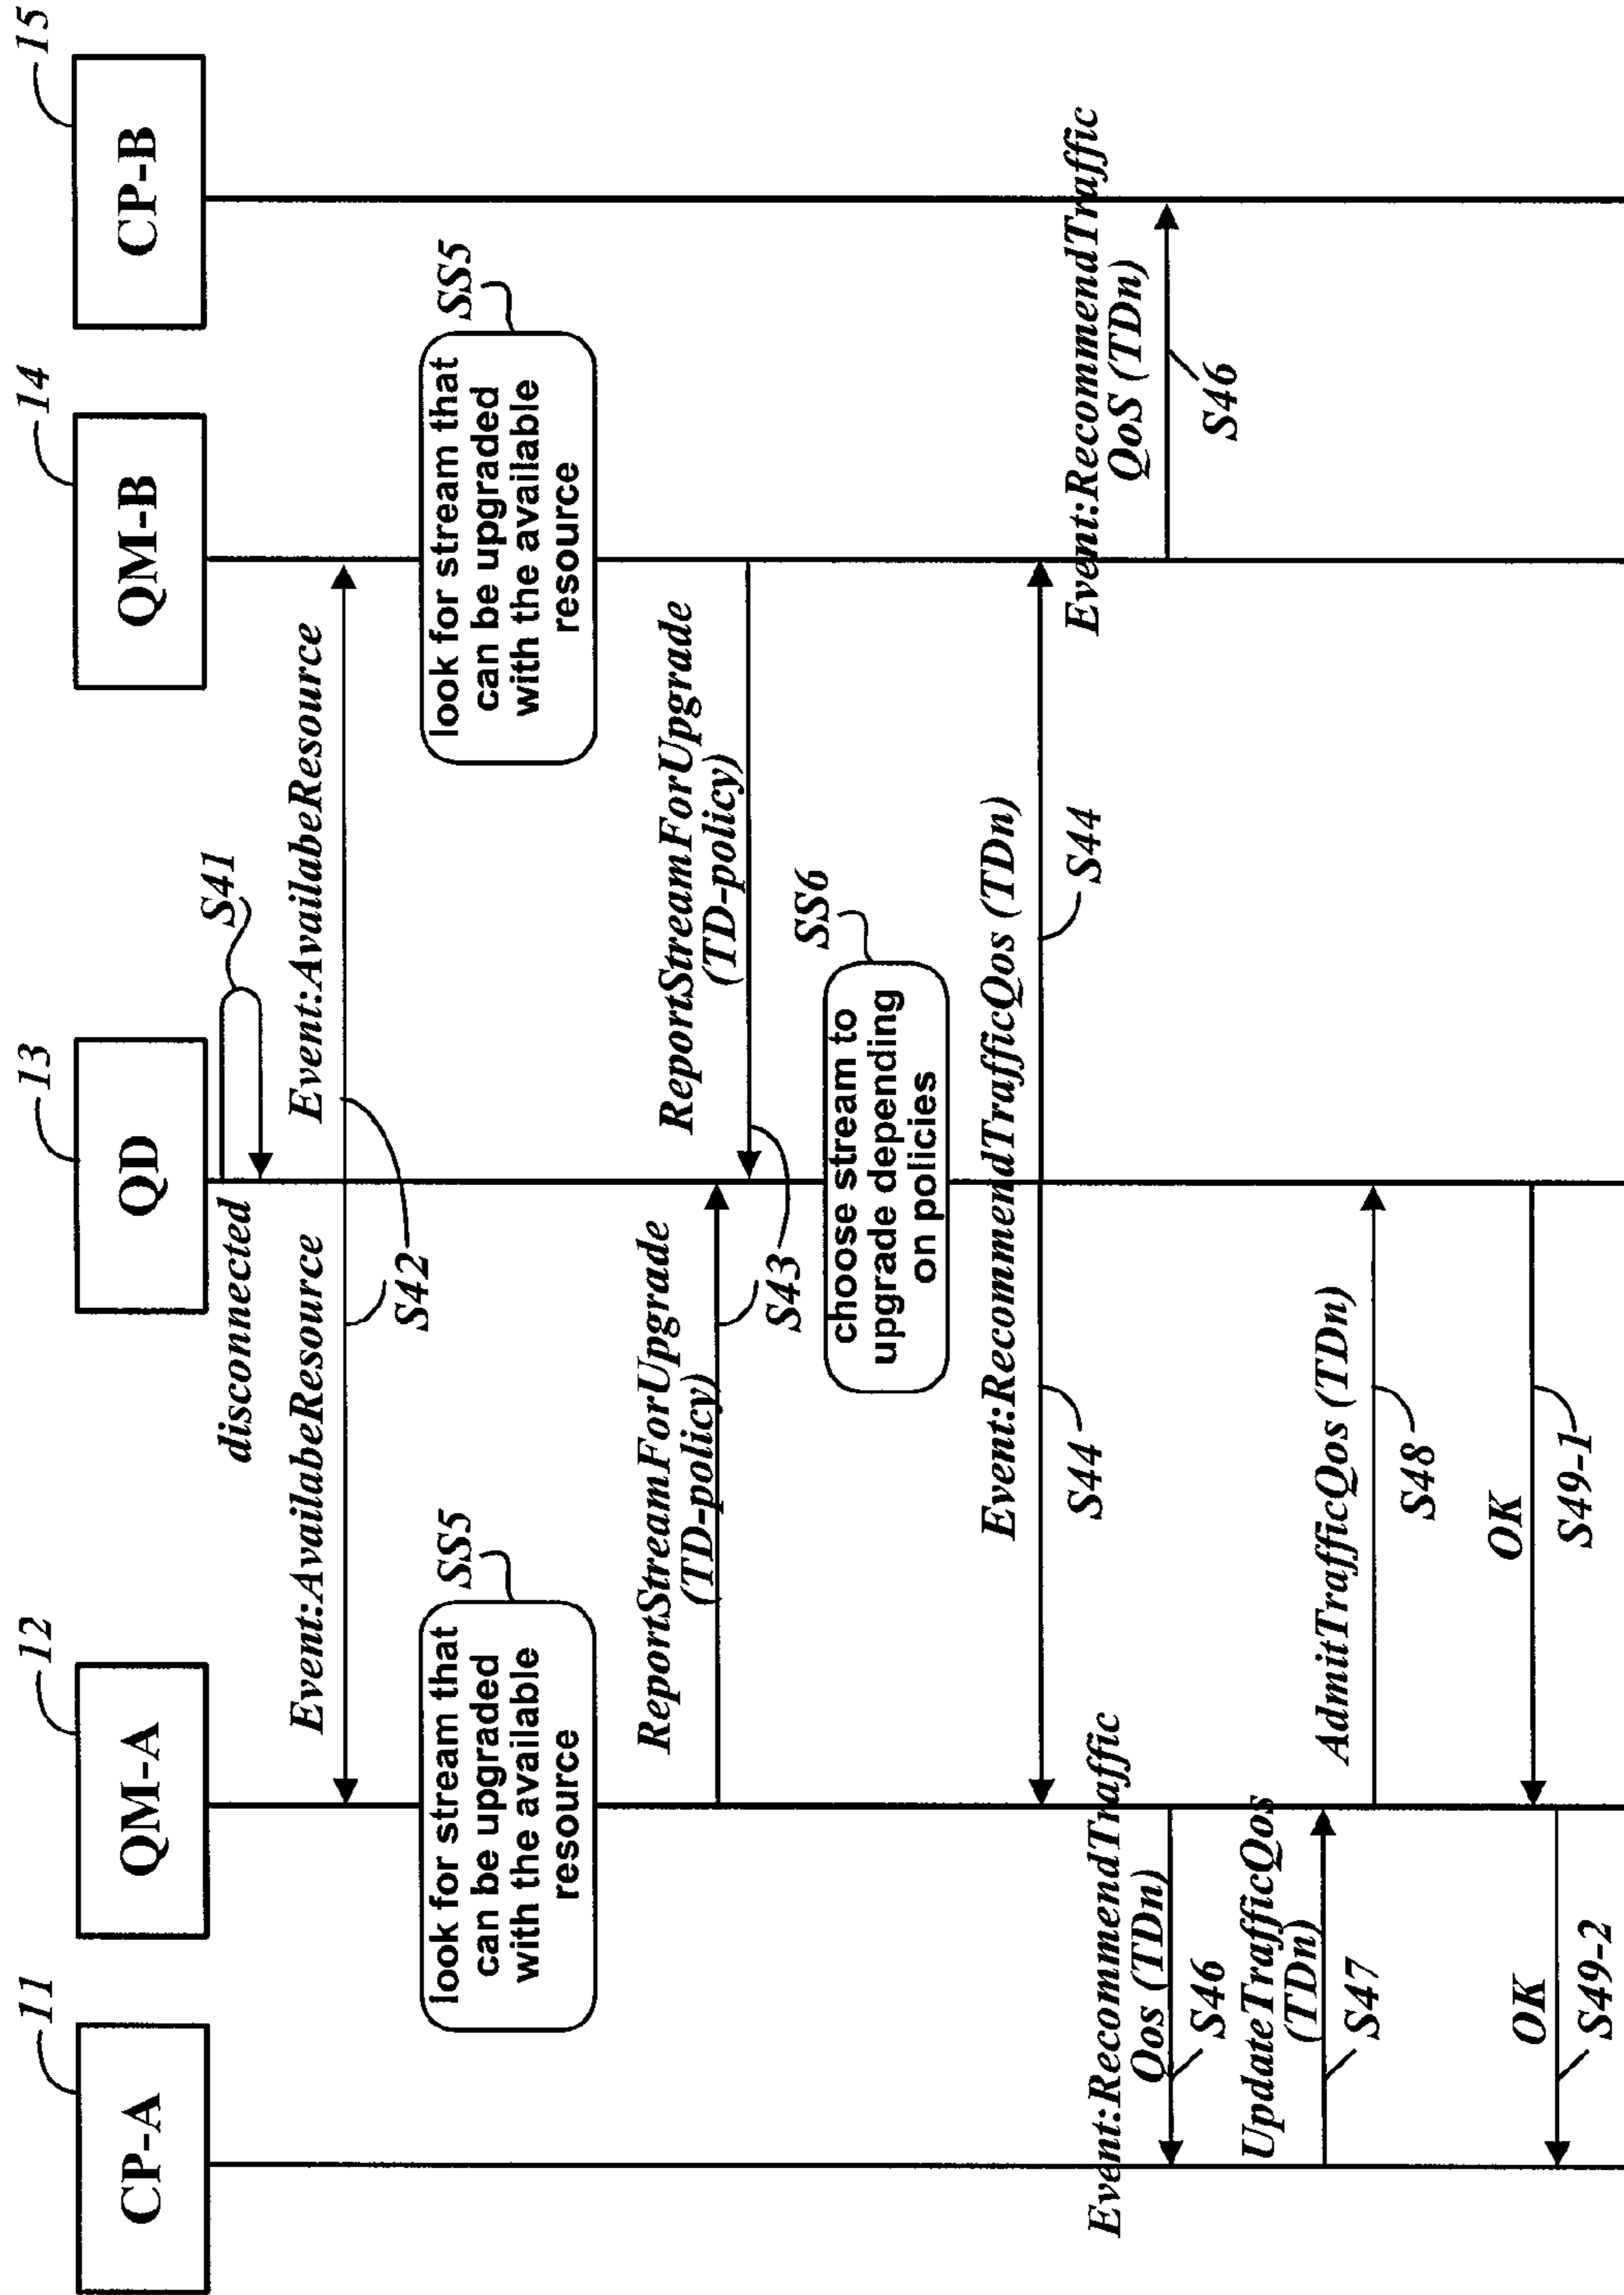 11
12
13
14
15
CP-A
QM-A
QD
QM-B
CP-B
disconnected
S41
Event:AvailabeResource
Event:AvailabeResource
S42
look for stream that
can be upgraded
with the available
resource
SS5
look for stream that
can be upgraded
with the available
resource
SS5
ReportStreamForUpgrade
(TD-policy)
ReportStreamForUpgrade
(TD-policy)
S43
choose stream to
upgrade depending
on policies
SS6
Event:RecommendTrafficQos (TDn)
S44
S44
Event:RecommendTraffic
Qos (TDn)
S46
Event:RecommendTraffic
QoS (TDn)
S46
UpdateTrafficQos
(TDn)
S47
AdmitTrafficQos (TDn)
S48
OK
S49-1
OK
S49-2